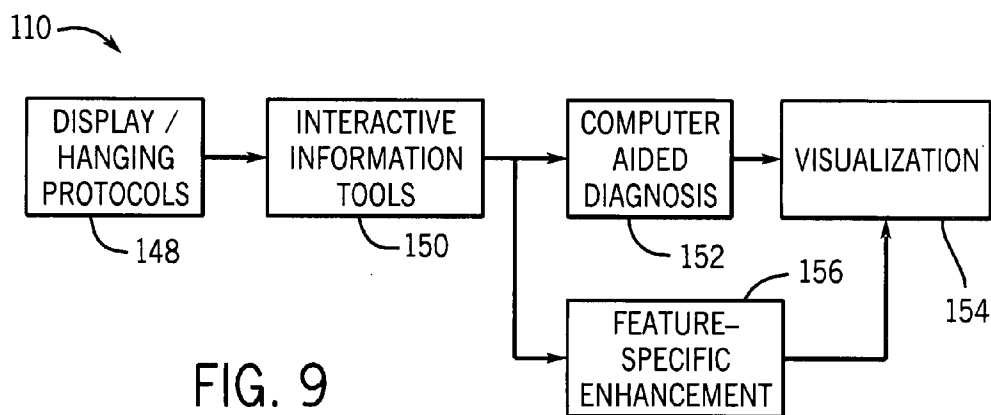 110
DISPLAY /
HANGING
PROTOCOLS
148
INTERACTIVE
INFORMATION
TOOLS
150
COMPUTER
AIDED
DIAGNOSIS
152
VISUALIZATION
154
156
FEATURE–
SPECIFIC
ENHANCEMENT
FIG. 9